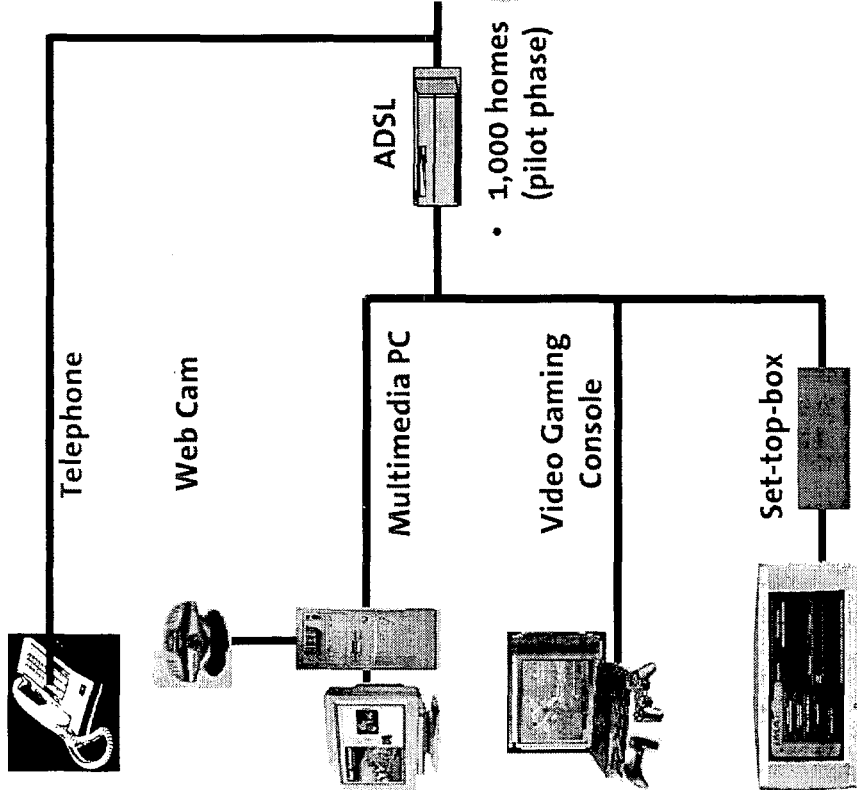 Telephone
Web Cam
ADSL
Multimedia PC
• 1,000 homes
(pilot phase)
Video Gaming
Console
Set-top-box